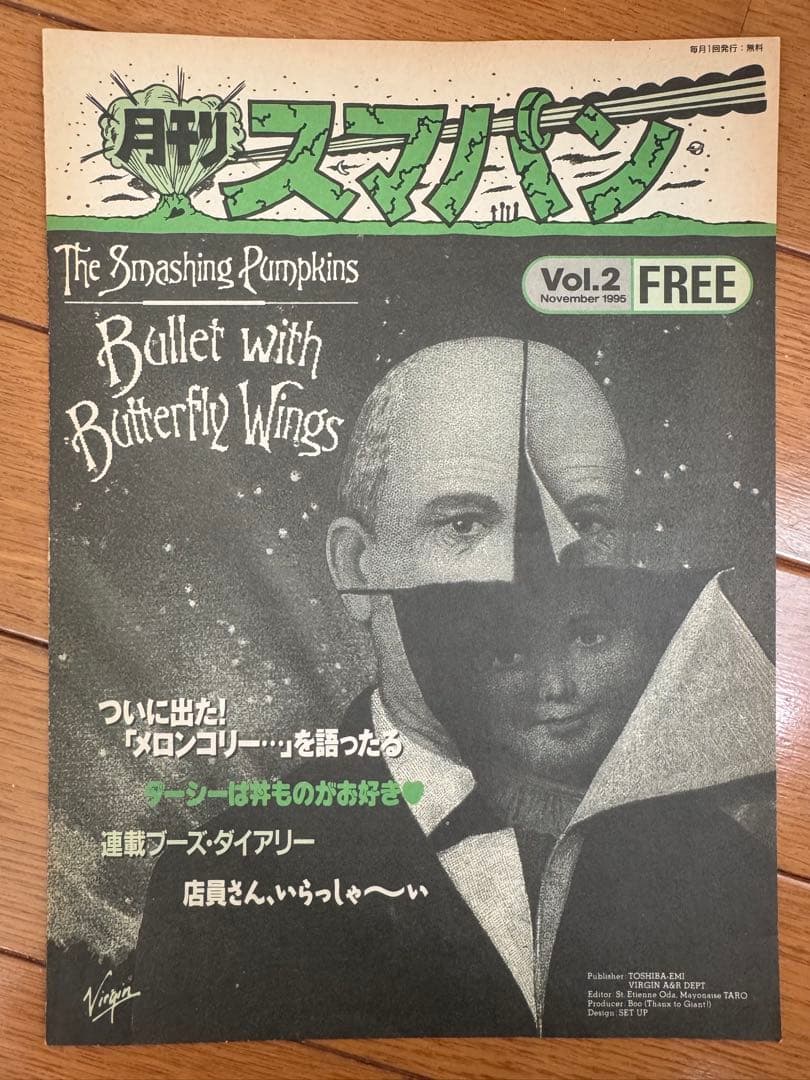 毎月1回発行：無料
月刊スマパン
The Smashing Pumpkins
Bullet with
Butterfly Wings
Vol.2
November 1995
FREE
ついに出た！
「メロンコリー…」を語ったる
ダーシーは丼ものがお好き♥
連載ブーズ・ダイアリー
店員さん、いらっしゃ〜〜い
Virgin
Publisher: TOSHIBA-EMI
VIRGIN A&R DEPT
Editor: St. Etienne Oda, Mayonaise TARO
Producer: Boo (Thanx to Giant!)
Design: SET UP